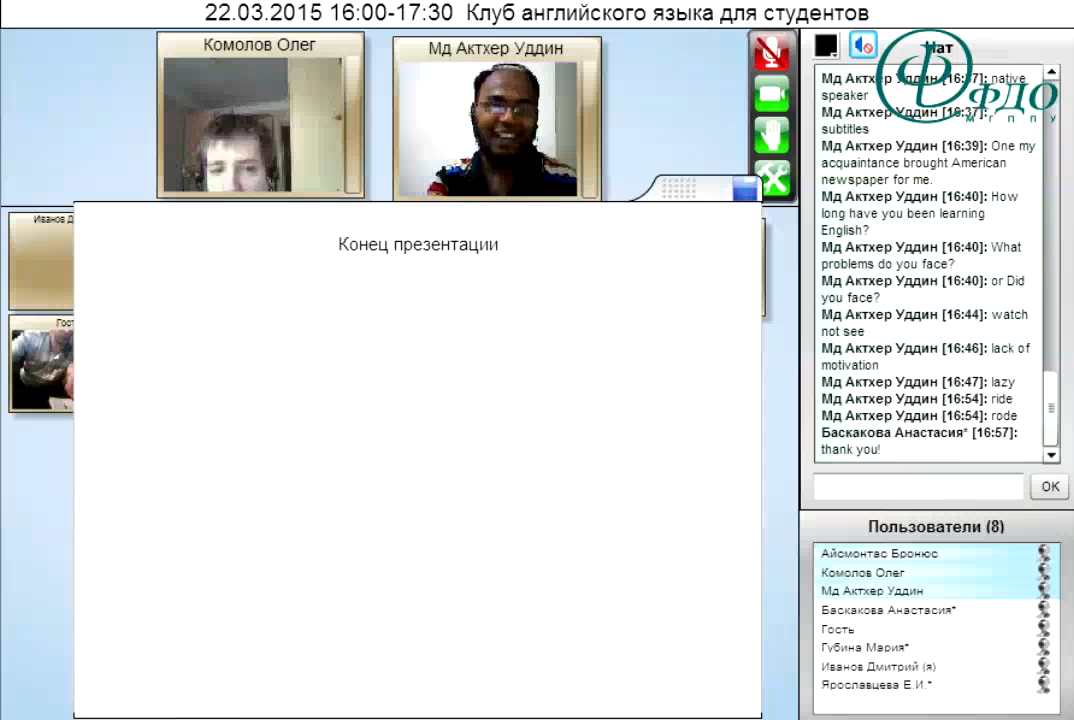 22.03.2015 16:00-17:30 Клуб английского языка для студентов
Комолов Олег
Мд Актхер Уддин
Иванов Д
Гост
Конец презентации
Чат
ФДО
МГППУ
Мд Актхер Уддин [16:37]: native
speaker
Мд Актхер Уддин [16:37]:
subtitles
Мд Актхер Уддин [16:39]: One my
acquaintance brought American
newspaper for me.
Мд Актхер Уддин [16:40]: How
long have you been learning
English?
Мд Актхер Уддин [16:40]: What
problems do you face?
Мд Актхер Уддин [16:40]: or Did
you face?
Мд Актхер Уддин [16:44]: watch
not see
Мд Актхер Уддин [16:46]: lack of
motivation
Мд Актхер Уддин [16:47]: lazy
Мд Актхер Уддин [16:54]: ride
Мд Актхер Уддин [16:54]: rode
Баскакова Анастасия* [16:57]:
thank you!
OK
Пользователи (8)
Айсмонтас Бронюс
Комолов Олег
Мд Актхер Уддин
Баскакова Анастасия*
Гость
Губина Мария*
Иванов Дмитрий (я)
Ярославцева Е.И.*